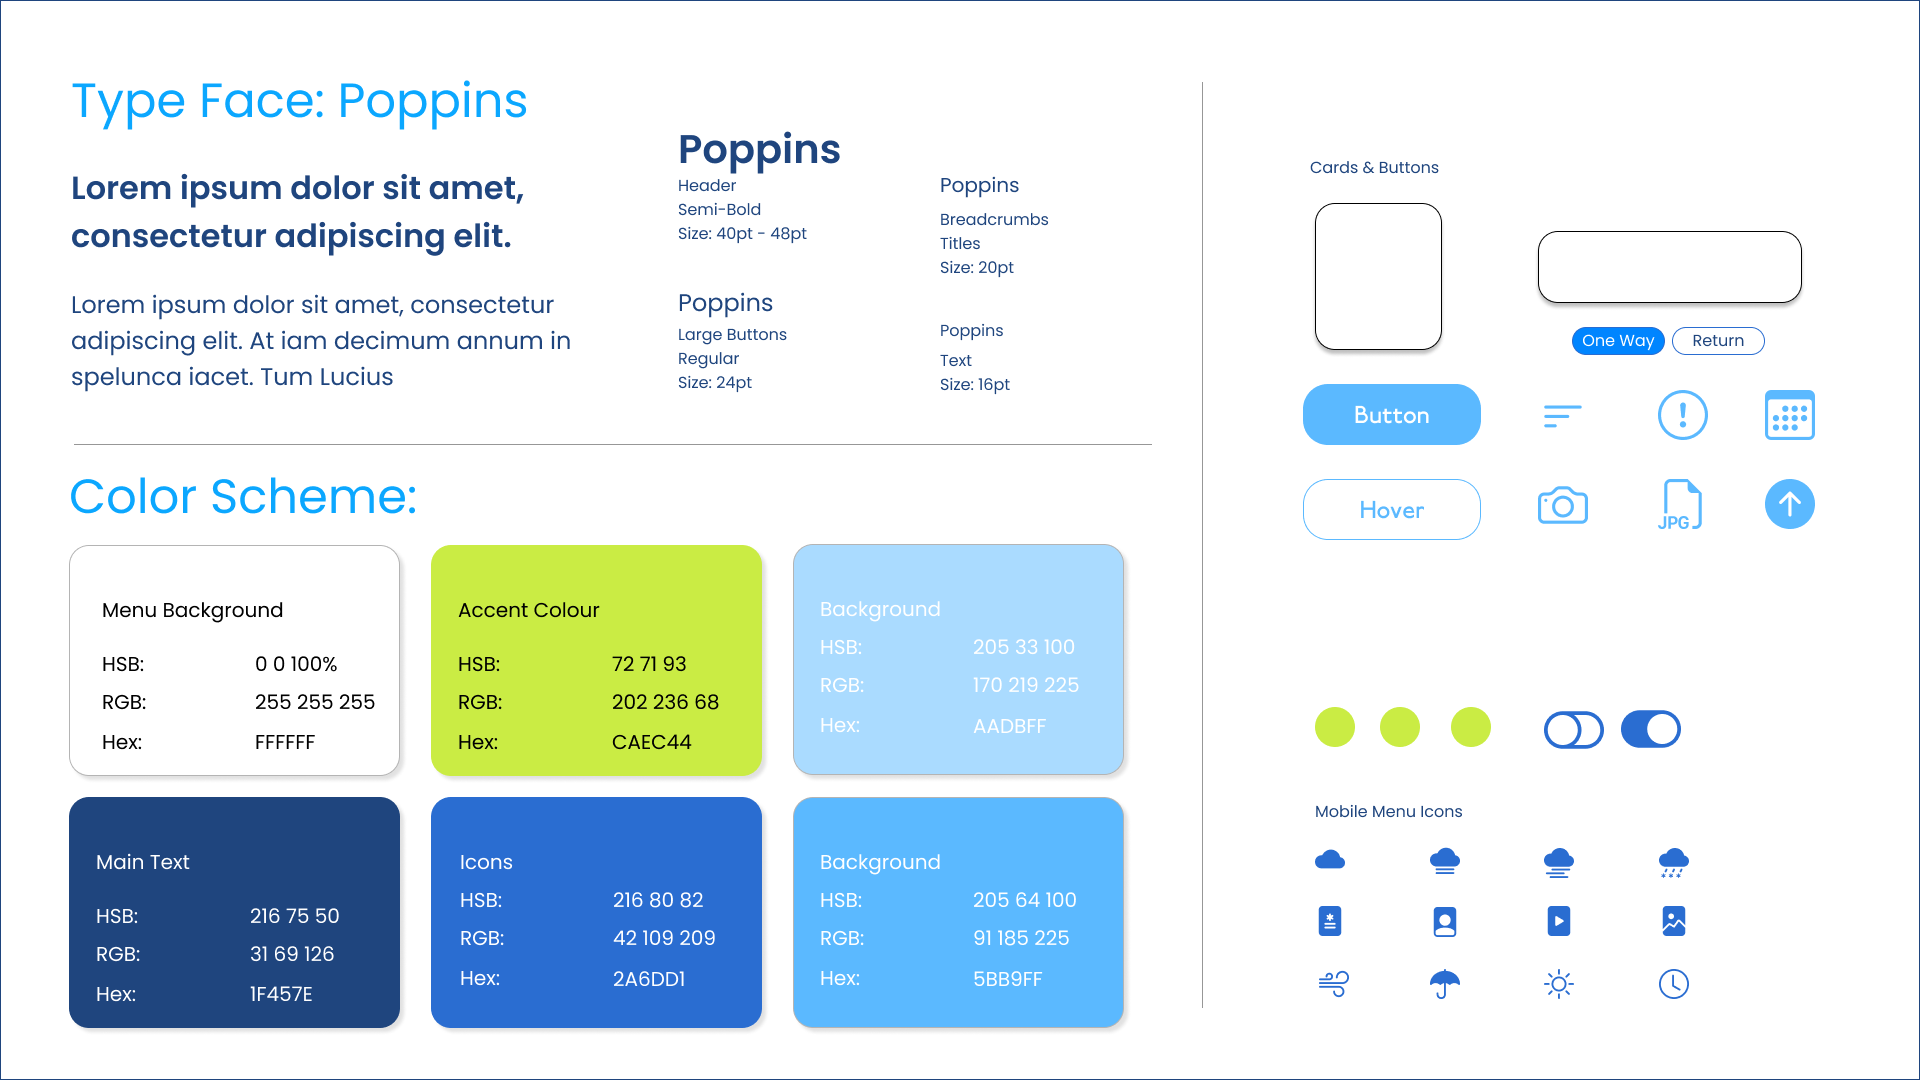 Type Face: Poppins
Lorem ipsum dolor sit amet,
consectetur adipiscing elit.
Lorem ipsum dolor sit amet, consectetur
adipiscing elit. At iam decimum annum in
spelunca iacet. Tum Lucius
Poppins
Header
Semi-Bold
Size: 40pt - 48pt
Poppins
Large Buttons
Regular
Size: 24pt
Poppins
Breadcrumbs
Titles
Size: 20pt
Poppins
Text
Size: 16pt
Color Scheme:
Menu Background
HSB: 0 0 100%
RGB: 255 255 255
Hex: FFFFFF
Accent Colour
HSB: 72 71 93
RGB: 202 236 68
Hex: CAEC44
Background
HSB: 205 33 100
RGB: 170 219 225
Hex: AADBFF
Main Text
HSB: 216 75 50
RGB: 31 69 126
Hex: 1F457E
Icons
HSB: 216 80 82
RGB: 42 109 209
Hex: 2A6DD1
Background
HSB: 205 64 100
RGB: 91 185 225
Hex: 5BB9FF
Cards & Buttons
One Way
Return
Button
Hover
JPG
Mobile Menu Icons